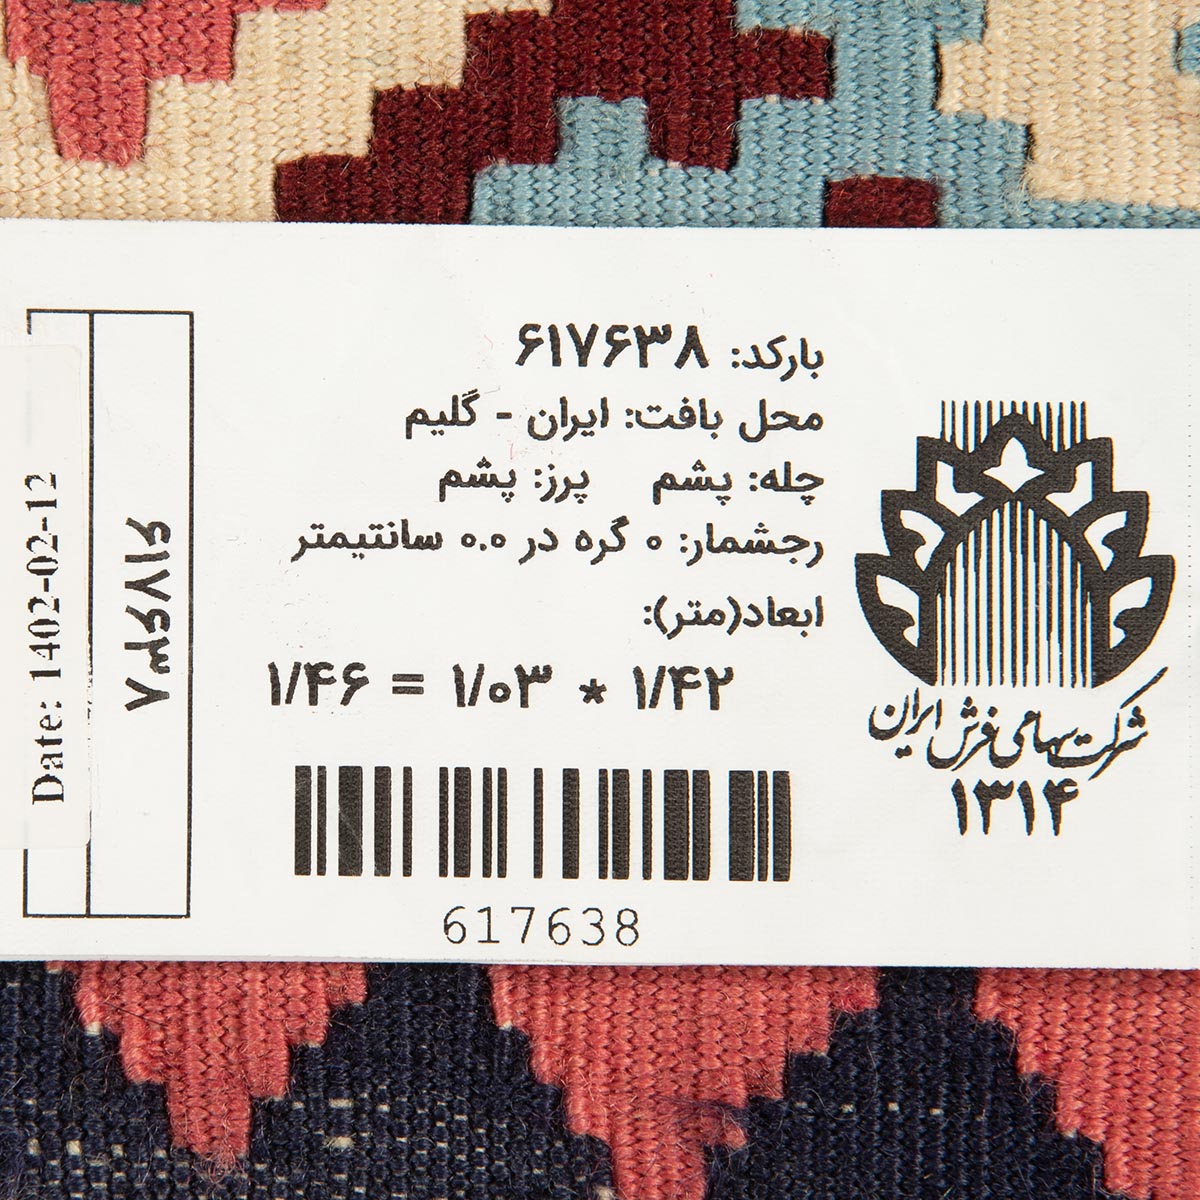 بارکد: ۶۱۷۶۳۸
محل بافت: ایران - گلیم
چله: پشم پرز: پشم
رجشمار: ۰ گره در ۰.۰ سانتیمتر
ابعاد(متر):
۱/۴۲ * ۱/۰۳ = ۱/۴۶
617638
شرکت سهامی فرش ایران
۱۳۱۴
۶۱۷۶۳۸
Date: 1402-02-12